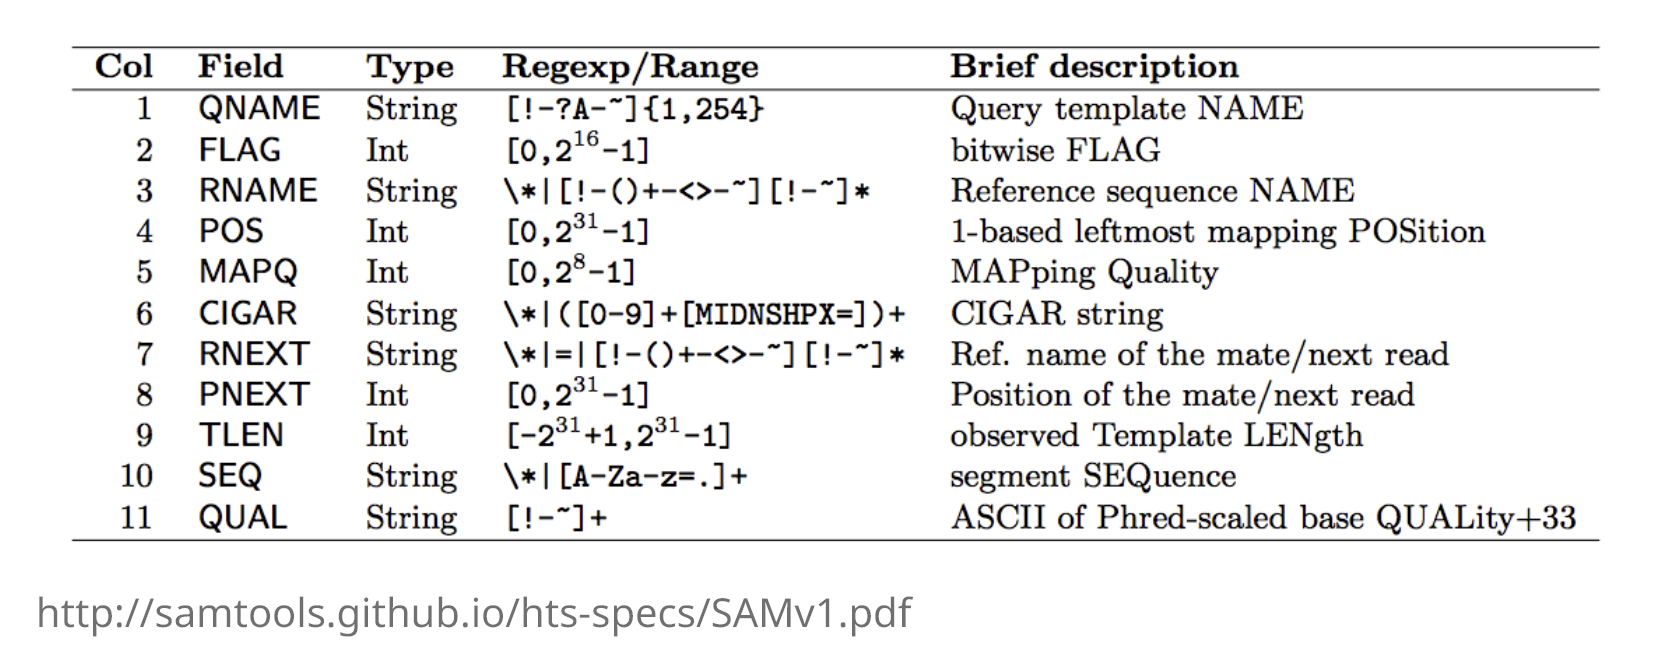 Col Field Type Regexp/Range Brief description
1 QNAME String [!-?A-~]{1,254} Query template NAME
2 FLAG Int [0,2^16-1] bitwise FLAG
3 RNAME String \*|[!-()+-<>-~][!-~]* Reference sequence NAME
4 POS Int [0,2^31-1] 1-based leftmost mapping POSition
5 MAPQ Int [0,2^8-1] MAPping Quality
6 CIGAR String \*|([0-9]+[MIDNSHPX=])+ CIGAR string
7 RNEXT String \*|=|[!-()+-<>-~][!-~]* Ref. name of the mate/next read
8 PNEXT Int [0,2^31-1] Position of the mate/next read
9 TLEN Int [-2^31+1,2^31-1] observed Template LENgth
10 SEQ String \*|[A-Za-z=.]+ segment SEQuence
11 QUAL String [!-~]+ ASCII of Phred-scaled base QUALity+33
http://samtools.github.io/hts-specs/SAMv1.pdf